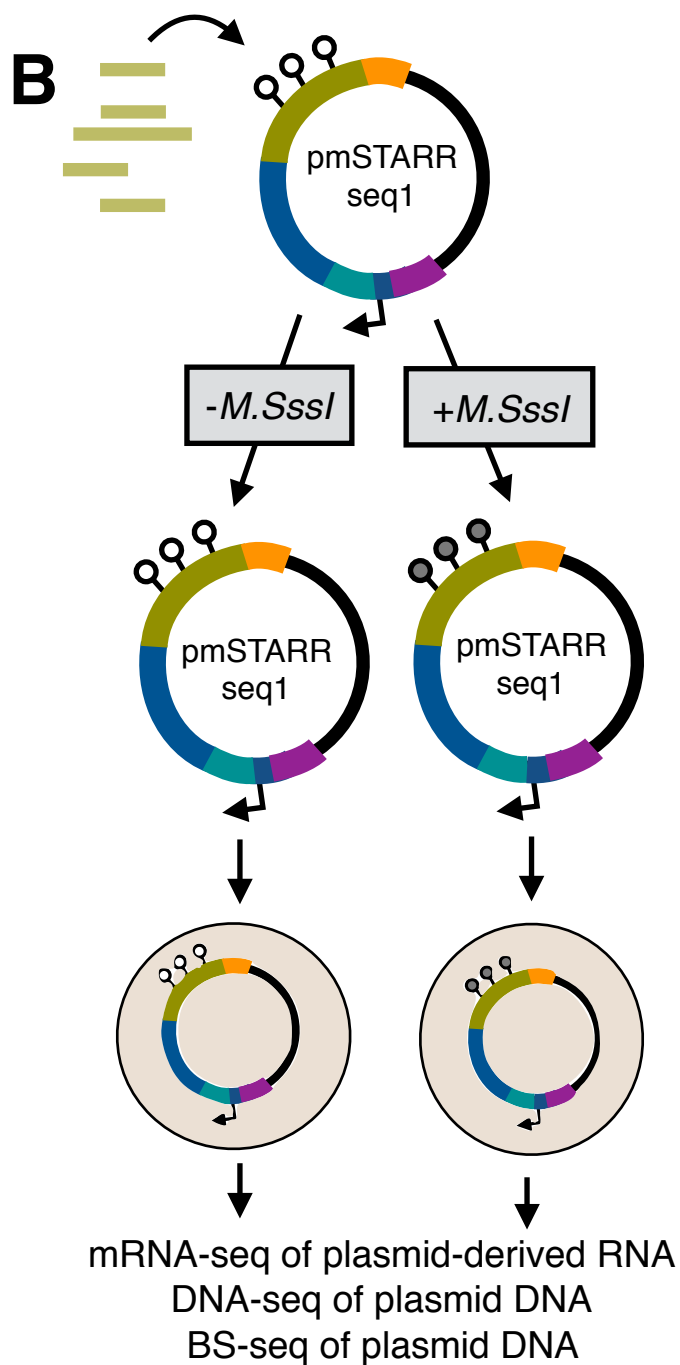 B
pmSTARR
seq1
-M.SssI
+M.SssI
pmSTARR
seq1
pmSTARR
seq1
mRNA-seq of plasmid-derived RNA
DNA-seq of plasmid DNA
BS-seq of plasmid DNA